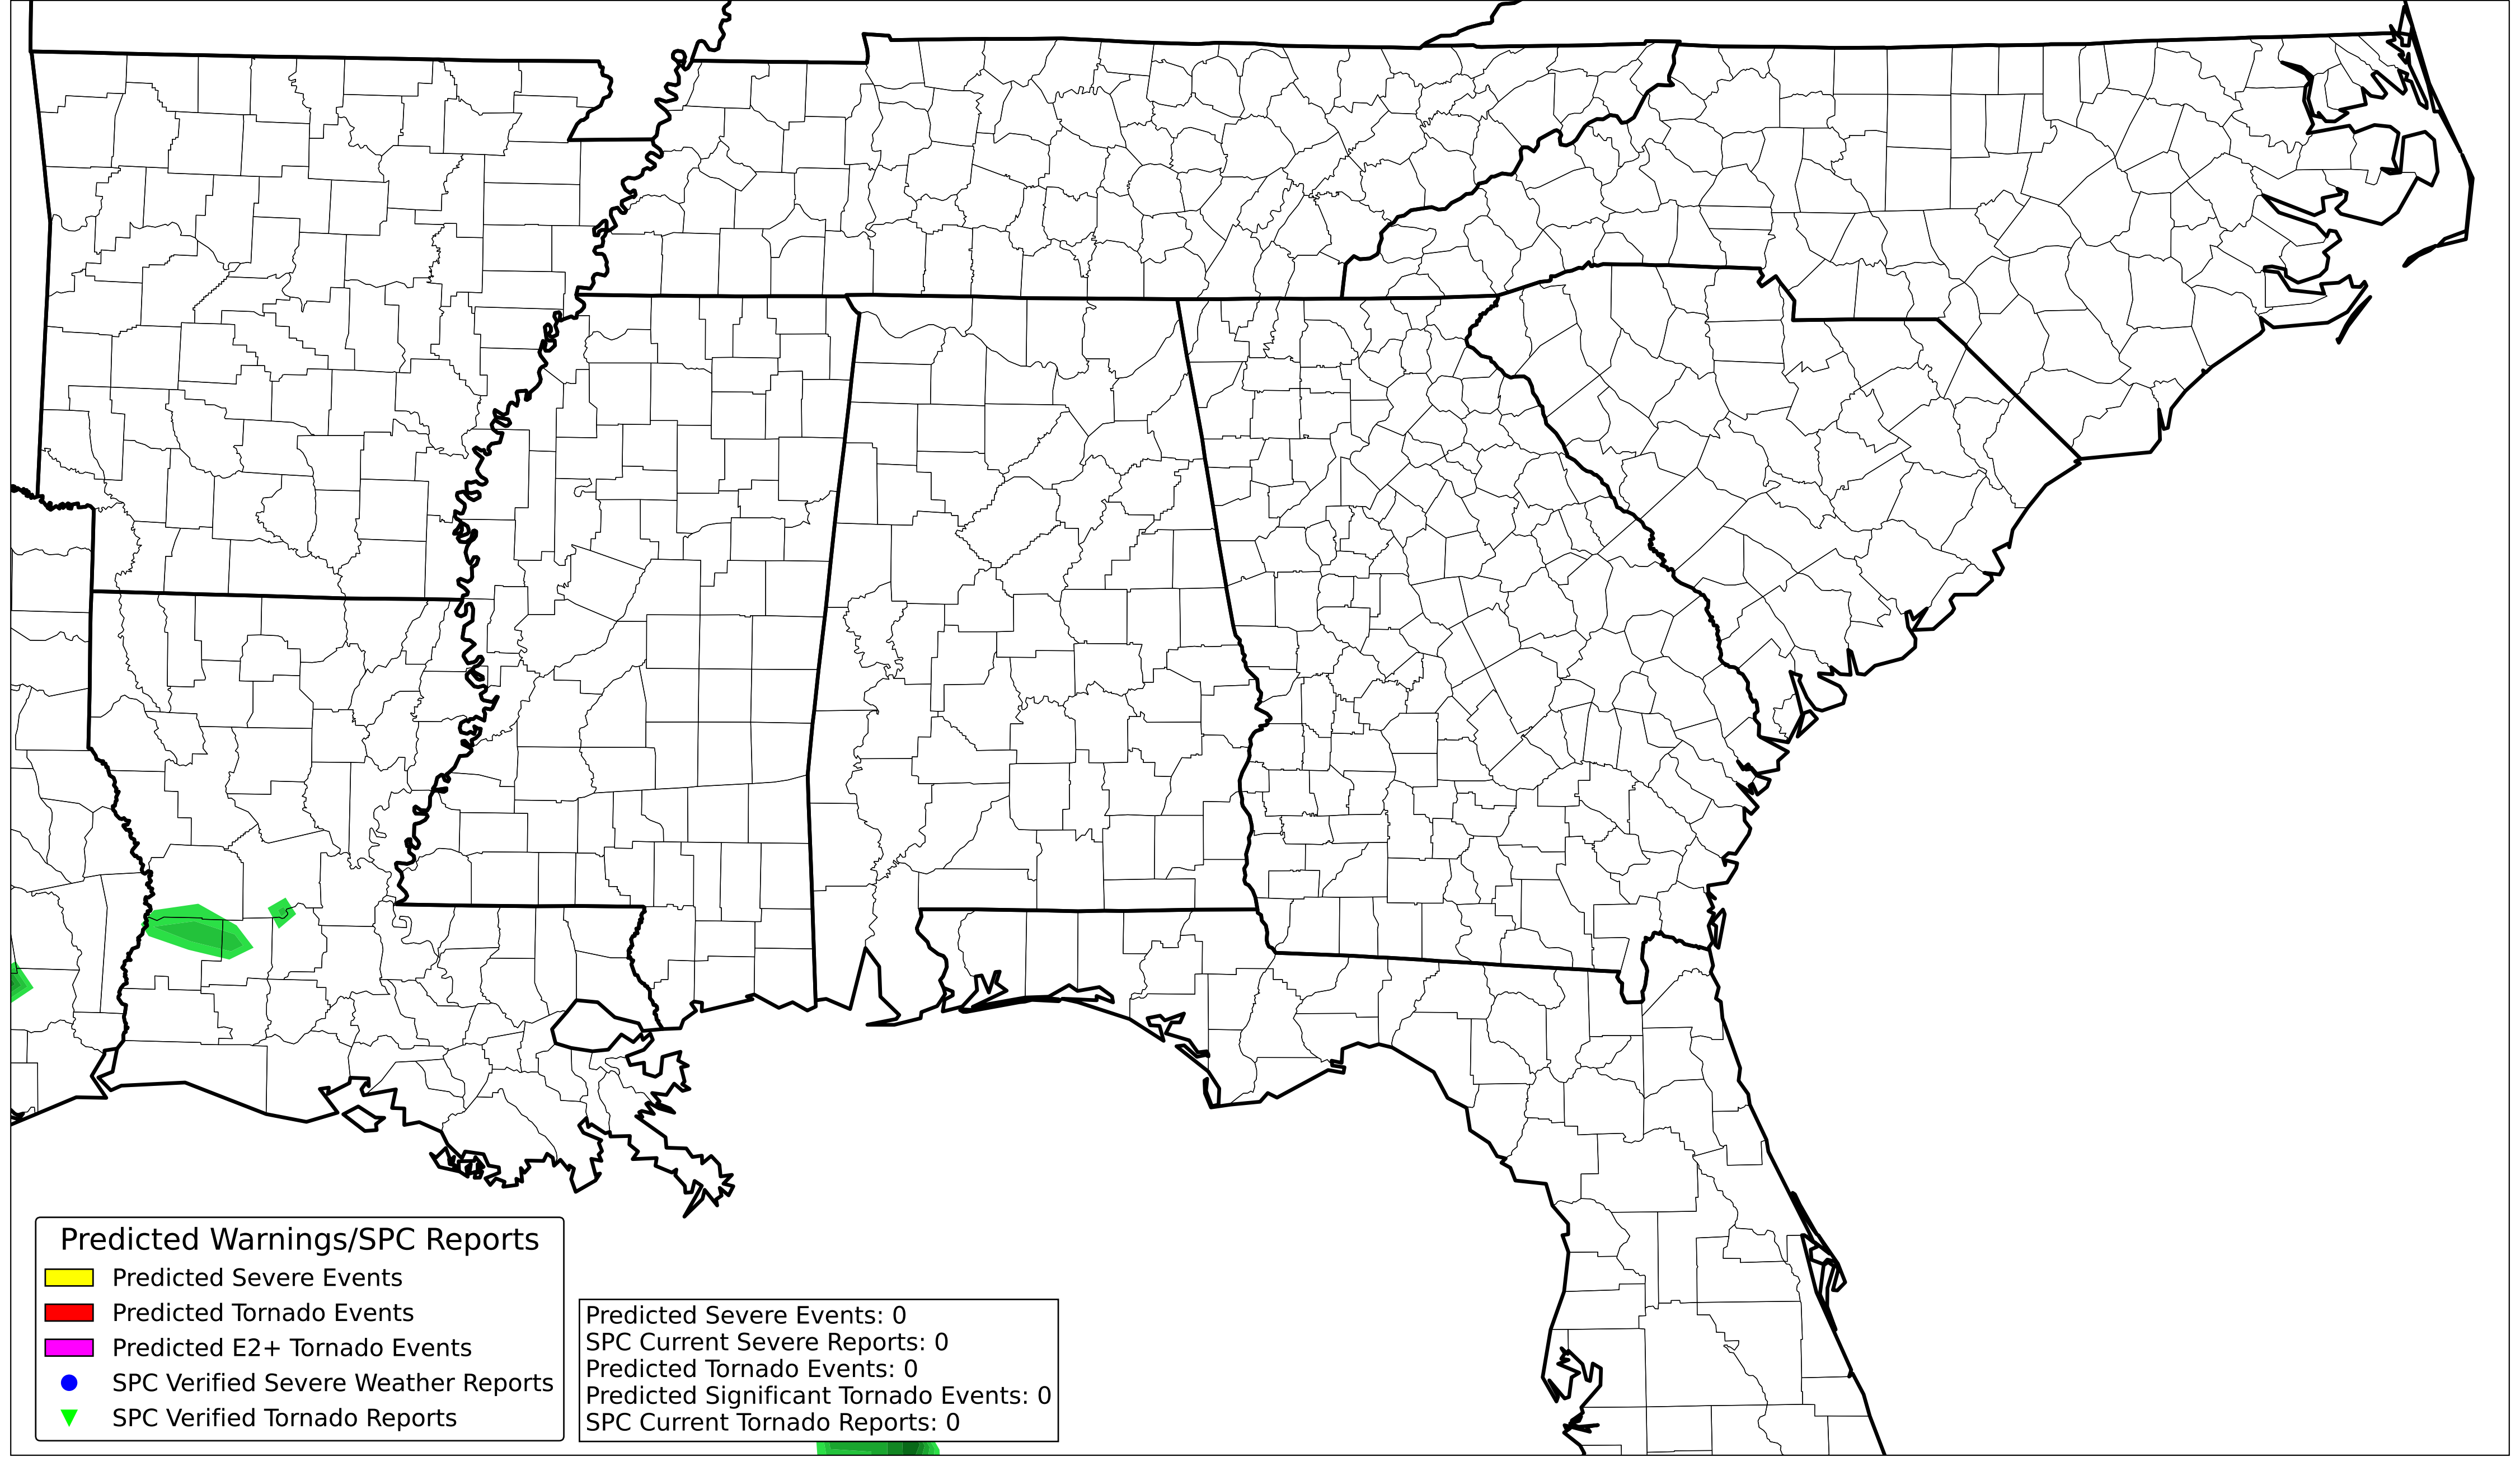 Predicted Warnings/SPC Reports
Predicted Severe Events
Predicted Tornado Events
Predicted E2+ Tornado Events
SPC Verified Severe Weather Reports
SPC Verified Tornado Reports
Predicted Severe Events: 0
SPC Current Severe Reports: 0
Predicted Tornado Events: 0
Predicted Significant Tornado Events: 0
SPC Current Tornado Reports: 0